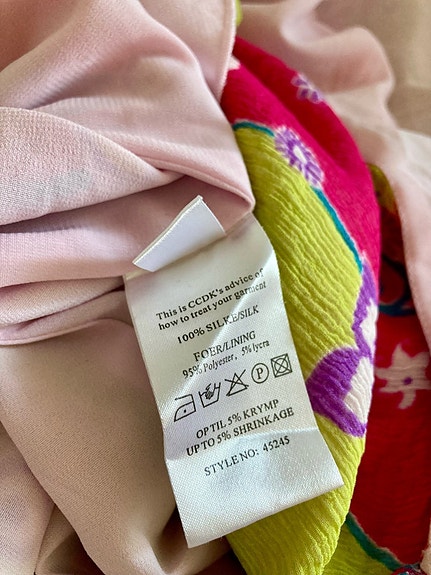 This is CCDK's advice of
how to treat your garment
100% SILKE/SILK
FOER/LINING
95% Polyester, 5% lycra
P
OP TIL 5% KRYMP
UP TO 5% SHRINKAGE
STYLE NO: 45245